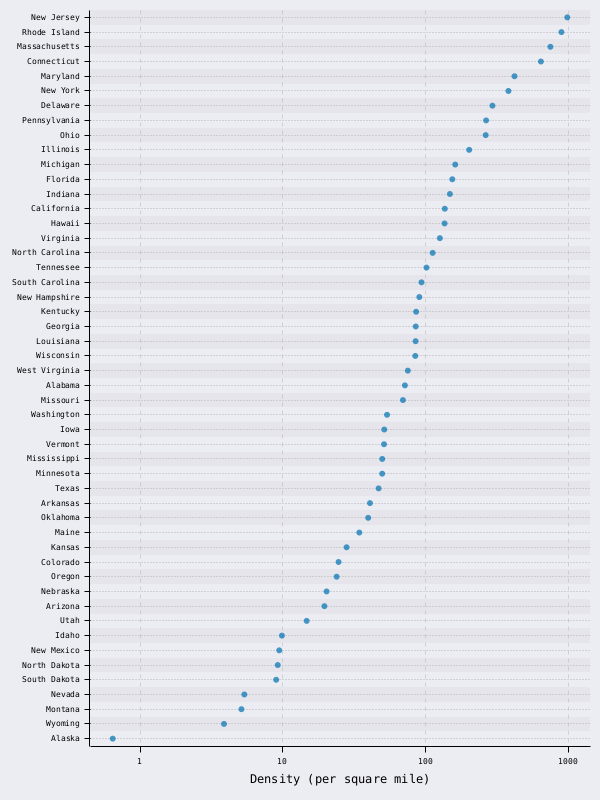 New Jersey
Rhode Island
Massachusetts
Connecticut
Maryland
New York
Delaware
Pennsylvania
Ohio
Illinois
Michigan
Florida
Indiana
California
Hawaii
Virginia
North Carolina
Tennessee
South Carolina
New Hampshire
Kentucky
Georgia
Louisiana
Wisconsin
West Virginia
Alabama
Missouri
Washington
Iowa
Vermont
Mississippi
Minnesota
Texas
Arkansas
Oklahoma
Maine
Kansas
Colorado
Oregon
Nebraska
Arizona
Utah
Idaho
New Mexico
North Dakota
South Dakota
Nevada
Montana
Wyoming
Alaska
1 10 100 1000
Density (per square mile)